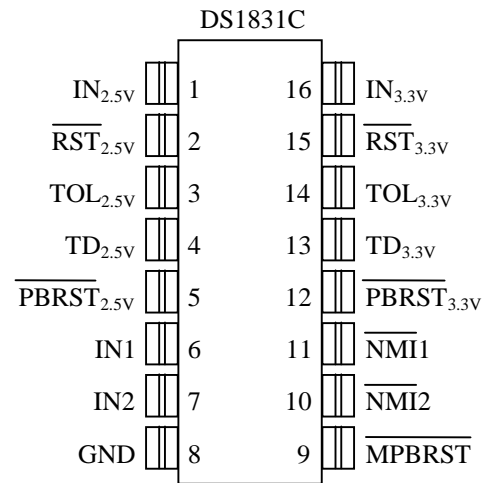 DS1831C
IN2.5V 1 16 IN3.3V
RST2.5V 2 15 RST3.3V
TOL2.5V 3 14 TOL3.3V
TD2.5V 4 13 TD3.3V
PBRST2.5V 5 12 PBRST3.3V
IN1 6 11 NMI1
IN2 7 10 NMI2
GND 8 9 MPBRST